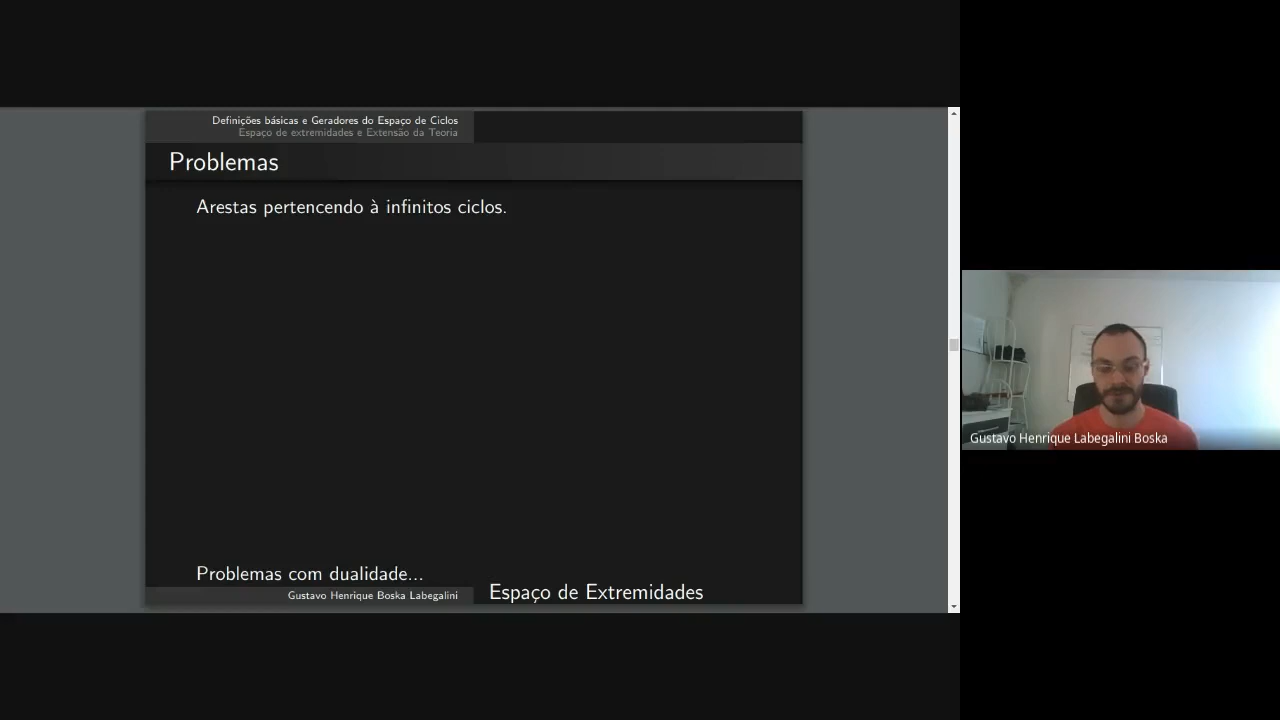 Definições básicas e Geradores do Espaço de Ciclos
Espaço de extremidades e Extensão da Teoria
Problemas
Arestas pertencendo à infinitos ciclos.
Problemas com dualidade...
Gustavo Henrique Boska Labegalini
Espaço de Extremidades
Gustavo Henrique Labegalini Boska